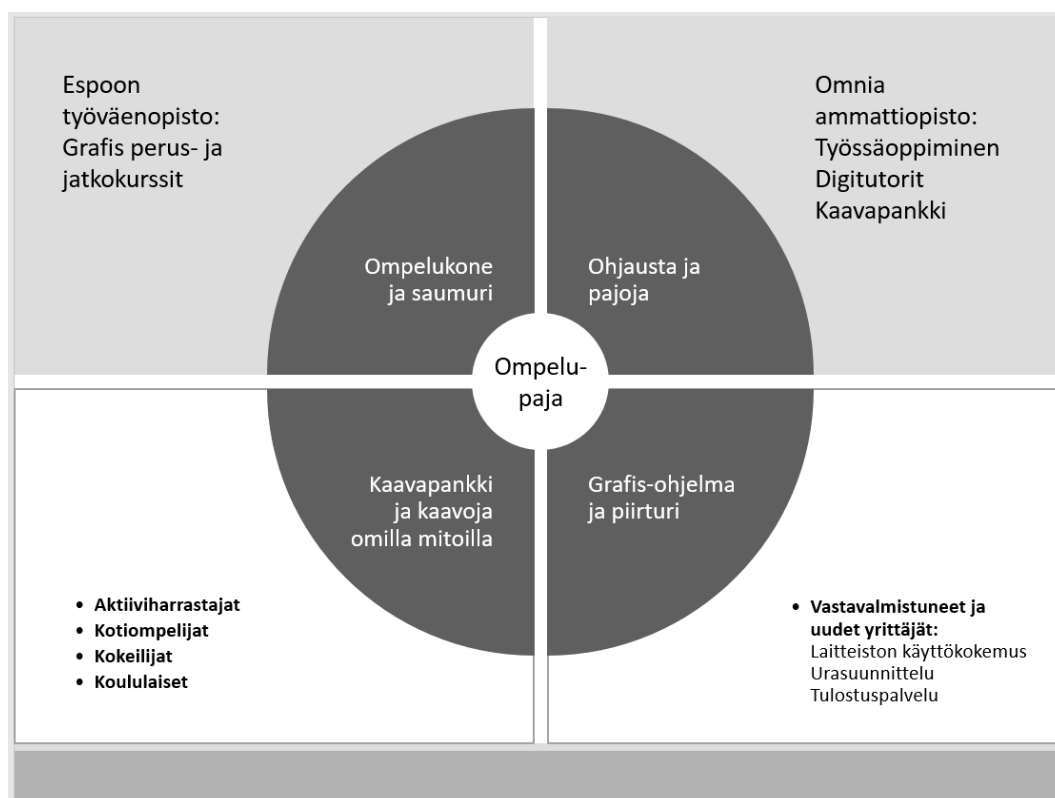 Espoon
työväenopisto:
Grafis perus- ja
jatkokurssit
Omnia
ammattiopisto:
Työssäoppiminen
Digitutorit
Kaavapankki
Ompelukone
ja saumuri
Ohjausta ja
pajoja
Ompelu-
paja
Kaavapankki
ja kaavoja
omilla mitoilla
Grafis-ohjelma
ja piirturi
• Aktiiviharrastajat
• Kotiompelijat
• Kokeilijat
• Koululaiset
• Vastavalmistuneet ja
uudet yrittäjät:
Laitteiston käyttökokemus
Urasuunnittelu
Tulostuspalvelu